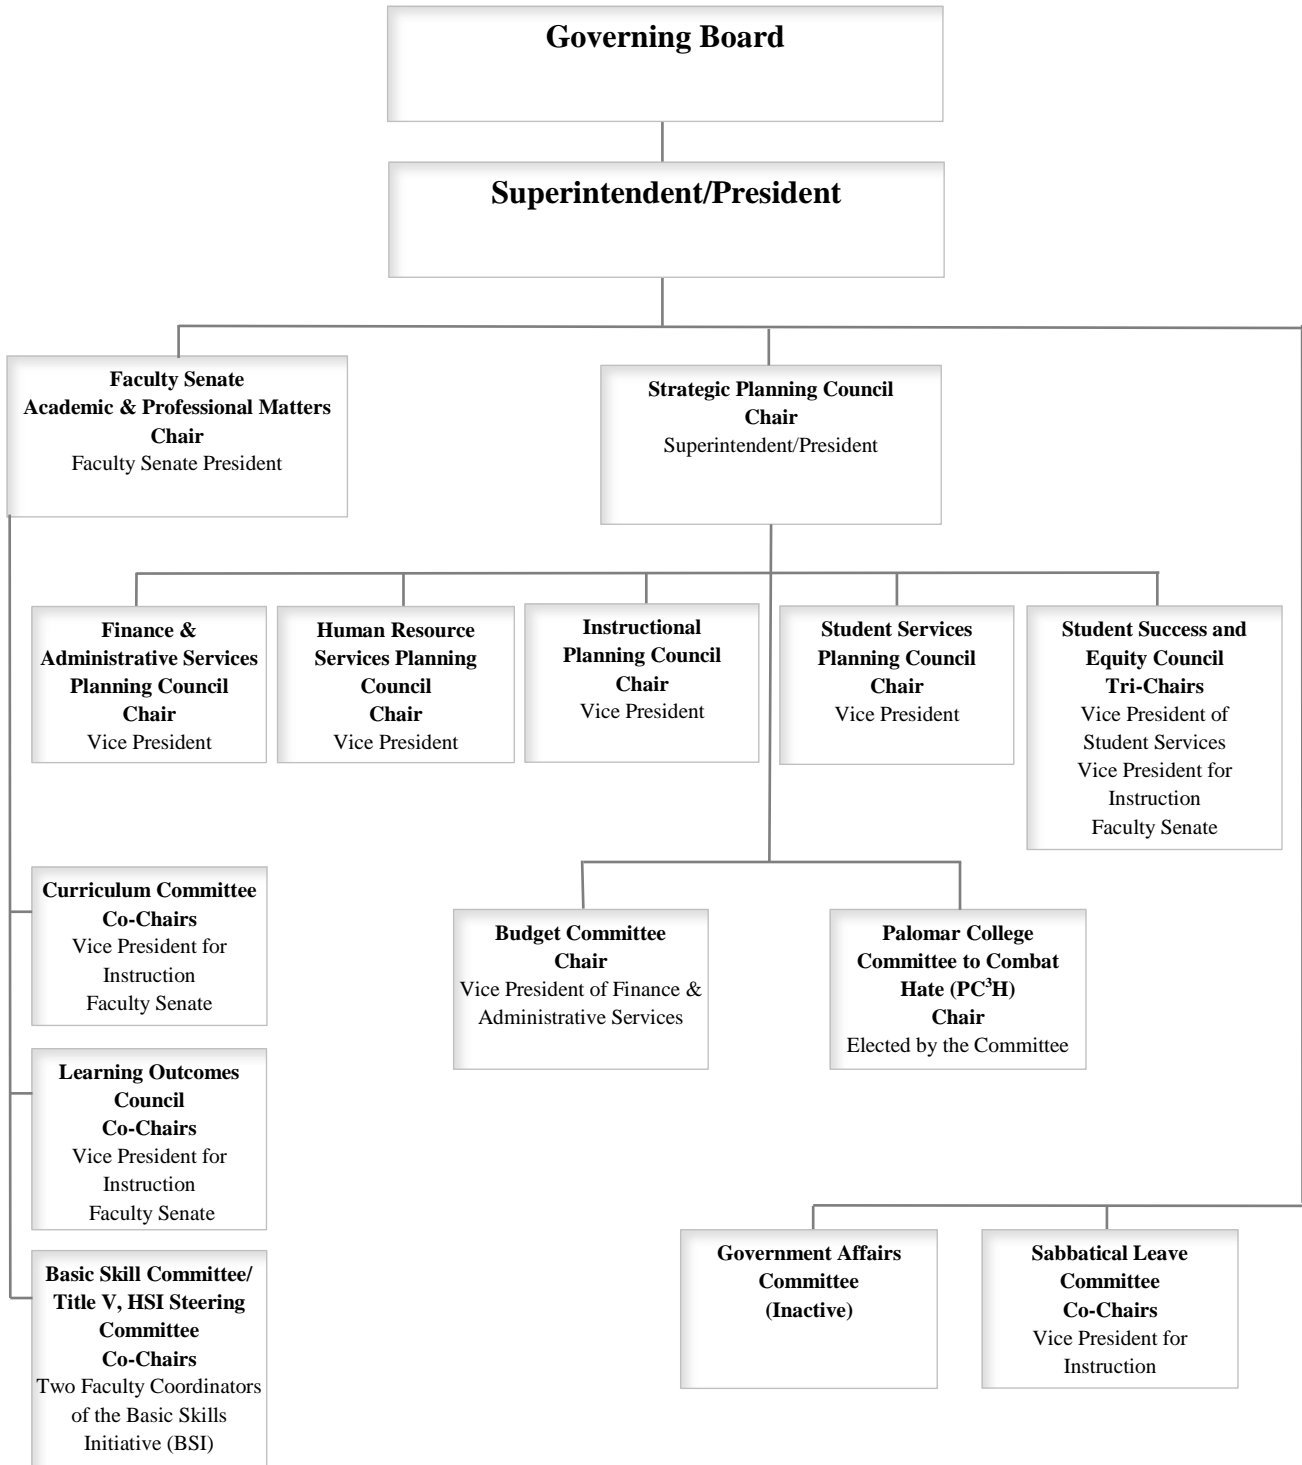 Governing Board
Superintendent/President
Faculty Senate
Academic & Professional Matters
Chair
Faculty Senate President
Strategic Planning Council
Chair
Superintendent/President
Finance &
Administrative Services
Planning Council
Chair
Vice President
Human Resource
Services Planning
Council
Chair
Vice President
Instructional
Planning Council
Chair
Vice President
Student Services
Planning Council
Chair
Vice President
Student Success and
Equity Council
Tri-Chairs
Vice President of
Student Services
Vice President for
Instruction
Faculty Senate
Curriculum Committee
Co-Chairs
Vice President for
Instruction
Faculty Senate
Budget Committee
Chair
Vice President of Finance &
Administrative Services
Palomar College
Committee to Combat
Hate (PC³H)
Chair
Elected by the Committee
Learning Outcomes
Council
Co-Chairs
Vice President for
Instruction
Faculty Senate
Government Affairs
Committee
(Inactive)
Sabbatical Leave
Committee
Co-Chairs
Vice President for
Instruction
Basic Skill Committee/
Title V, HSI Steering
Committee
Co-Chairs
Two Faculty Coordinators
of the Basic Skills
Initiative (BSI)